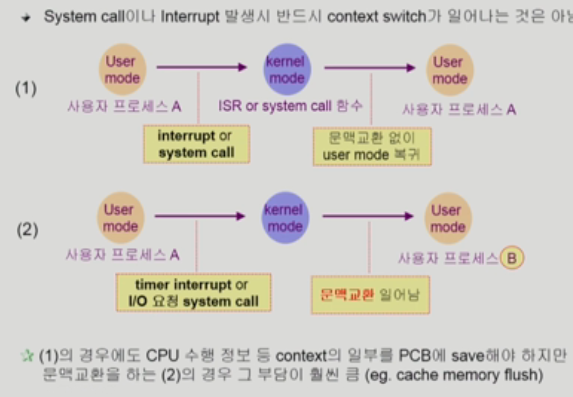 System call이나 Interrupt 발생시 반드시 context switch가 일어나는 것은 아님
(1)
User mode
kernel mode
User mode
사용자 프로세스 A
ISR or system call 함수
사용자 프로세스 A
interrupt or
system call
문맥교환 없이
user mode 복귀
(2)
User mode
kernel mode
User mode
사용자 프로세스 A
사용자 프로세스 B
timer interrupt or
I/O 요청 system call
문맥교환 일어남
☆ (1)의 경우에도 CPU 수행 정보 등 context의 일부를 PCB에 save해야 하지만
문맥교환을 하는 (2)의 경우 그 부담이 훨씬 큼 (eg. cache memory flush)